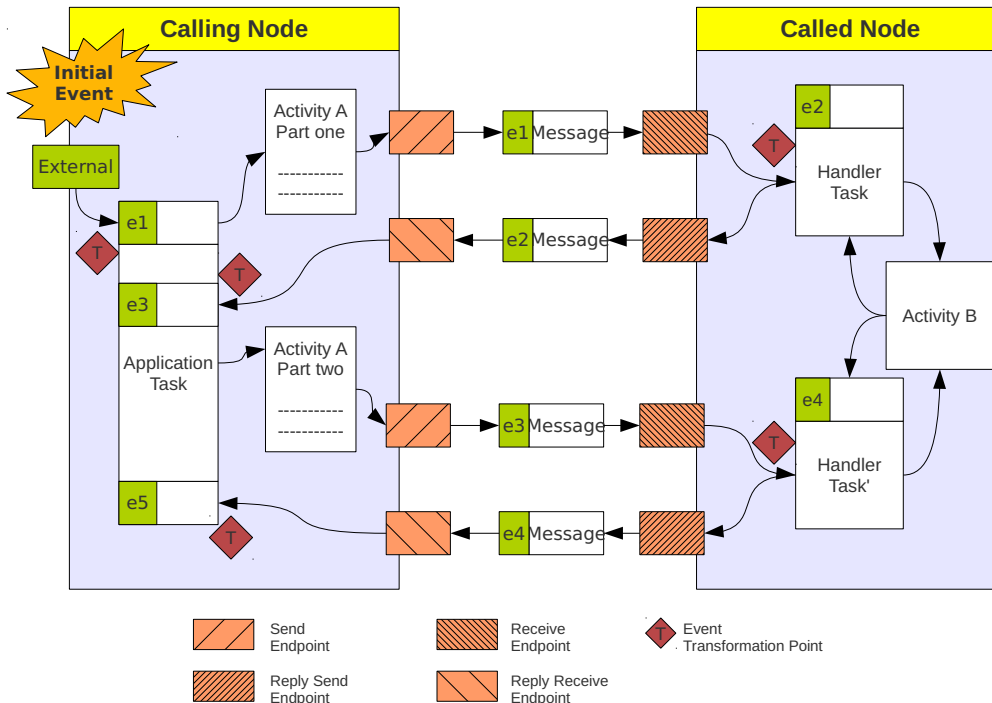 Calling Node
Called Node
Initial
Event
External
Activity A
Part one
------------
------------
e1
Message
e2
T
Handler
Task
e1
T
T
e2
Message
e3
Activity B
Application
Task
Activity A
Part two
------------
------------
e4
e3
Message
T
Handler
Task'
e5
T
e4
Message
Send
Endpoint
Receive
Endpoint
T
Event
Transformation Point
Reply Send
Endpoint
Reply Receive
Endpoint